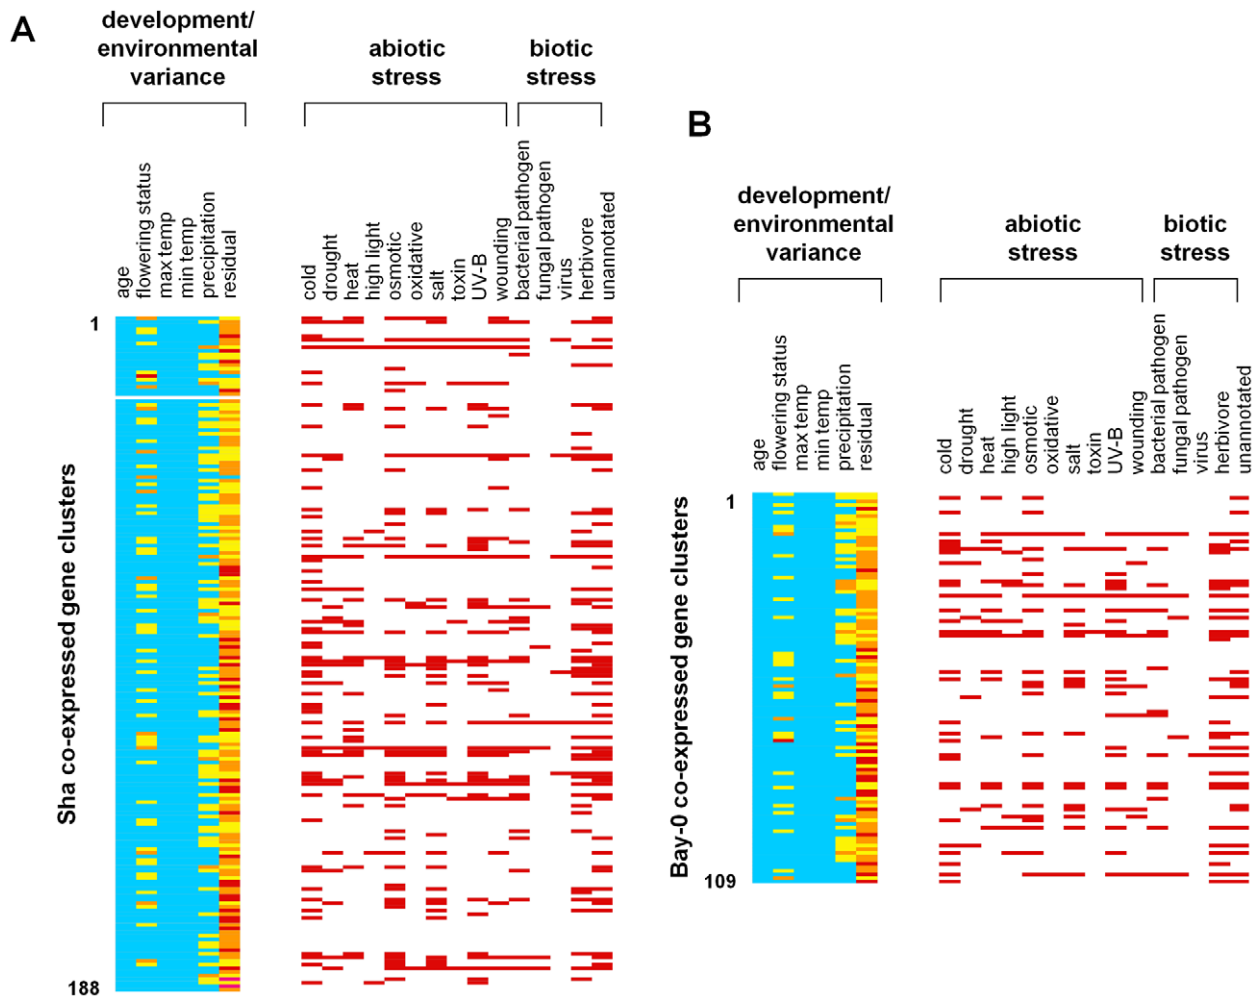 A
development/
environmental
variance
abiotic
stress
biotic
stress
age
flowering status
max temp
min temp
precipitation
residual
cold
drought
heat
high light
osmotic
oxidative
salt
toxin
UV-B
wounding
bacterial pathogen
fungal pathogen
virus
herbivore
unannotated
1
Sha co-expressed gene clusters
188
B
development/
environmental
variance
abiotic
stress
biotic
stress
age
flowering status
max temp
min temp
precipitation
residual
cold
drought
heat
high light
osmotic
oxidative
salt
toxin
UV-B
wounding
bacterial pathogen
fungal pathogen
virus
herbivore
unannotated
1
Bay-0 co-expressed gene clusters
109